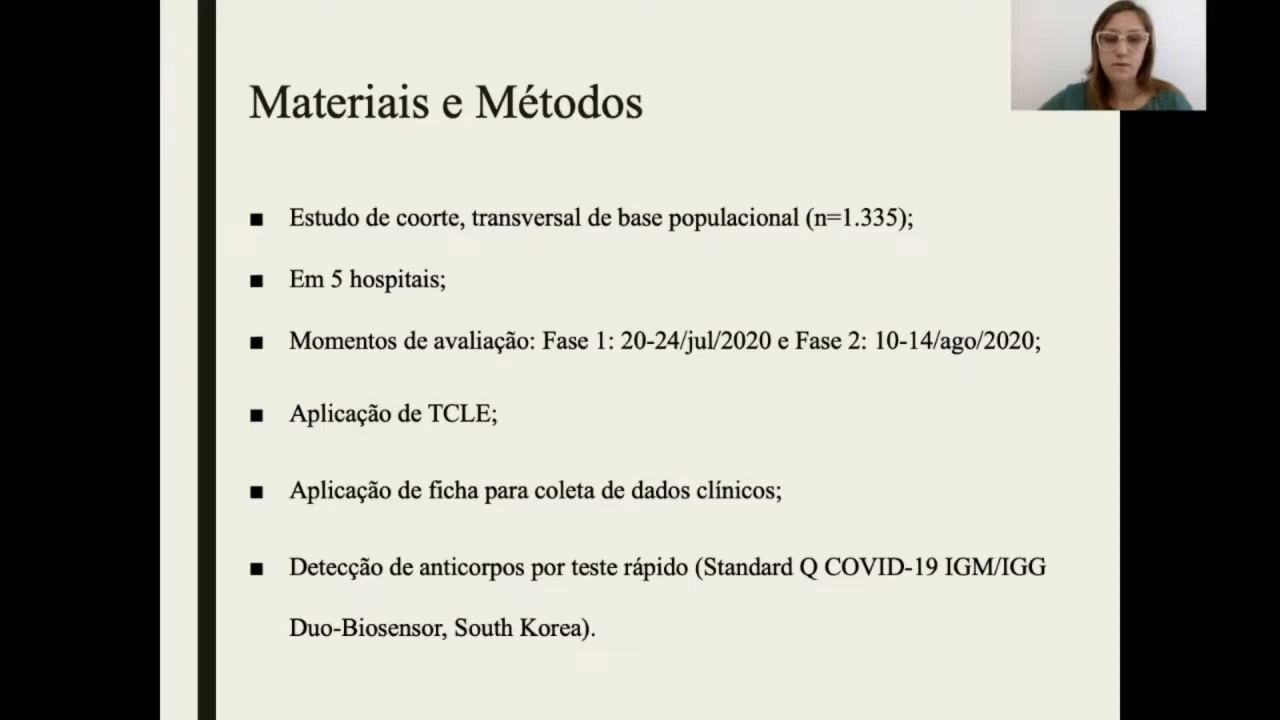 Materiais e Métodos
■ Estudo de coorte, transversal de base populacional (n=1.335);
■ Em 5 hospitais;
■ Momentos de avaliação: Fase 1: 20-24/jul/2020 e Fase 2: 10-14/ago/2020;
■ Aplicação de TCLE;
■ Aplicação de ficha para coleta de dados clínicos;
■ Detecção de anticorpos por teste rápido (Standard Q COVID-19 IGM/IGG
Duo-Biosensor, South Korea).